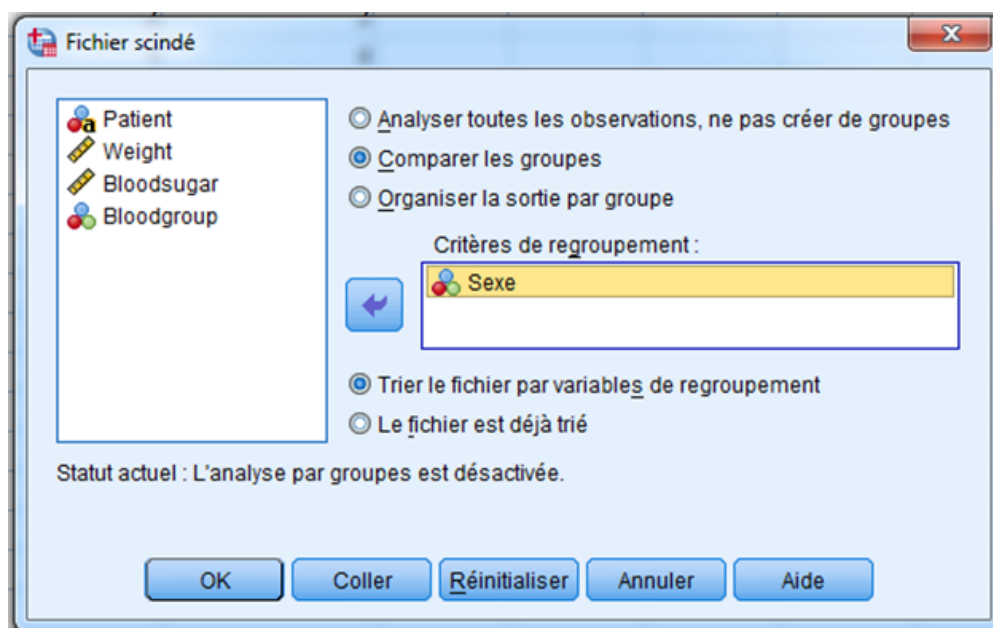 Fichier scindé
Patient
Weight
Bloodsugar
Bloodgroup
Analyser toutes les observations, ne pas créer de groupes
Comparer les groupes
Organiser la sortie par groupe
Critères de regroupement :
Sexe
Trier le fichier par variables de regroupement
Le fichier est déjà trié
Statut actuel : L'analyse par groupes est désactivée.
OK Coller Réinitialiser Annuler Aide